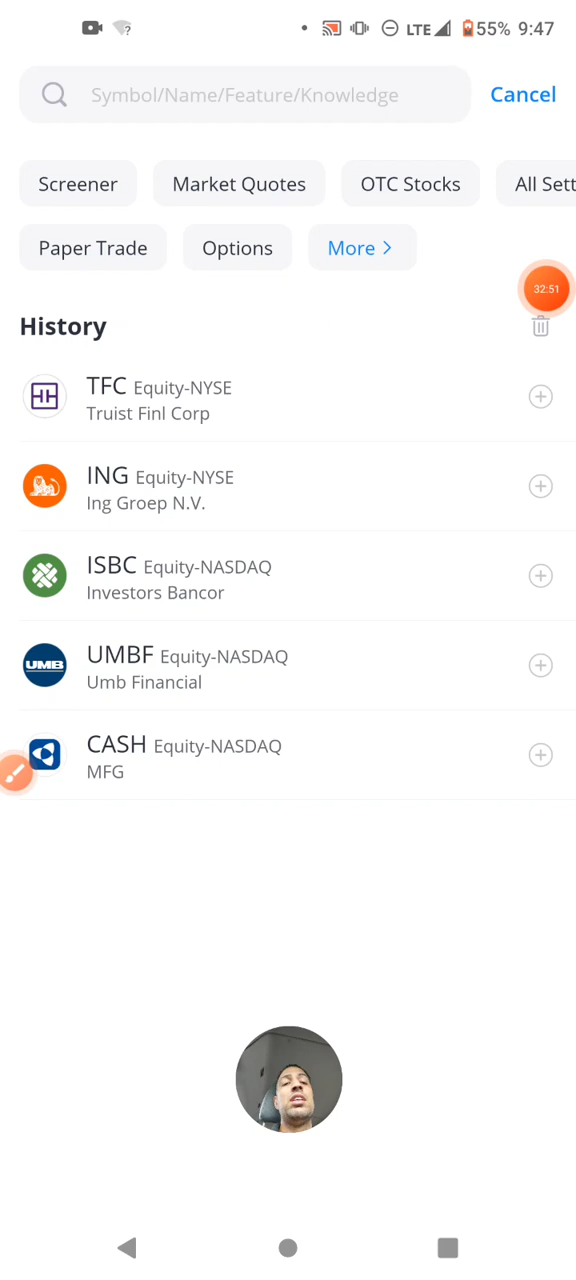 LTE 55% 9:47
Symbol/Name/Feature/Knowledge Cancel
Screener Market Quotes OTC Stocks All Sett
Paper Trade Options More >
32:51
History
TFC Equity-NYSE
Truist Finl Corp
ING Equity-NYSE
Ing Groep N.V.
ISBC Equity-NASDAQ
Investors Bancor
UMB
UMBF Equity-NASDAQ
Umb Financial
CASH Equity-NASDAQ
MFG